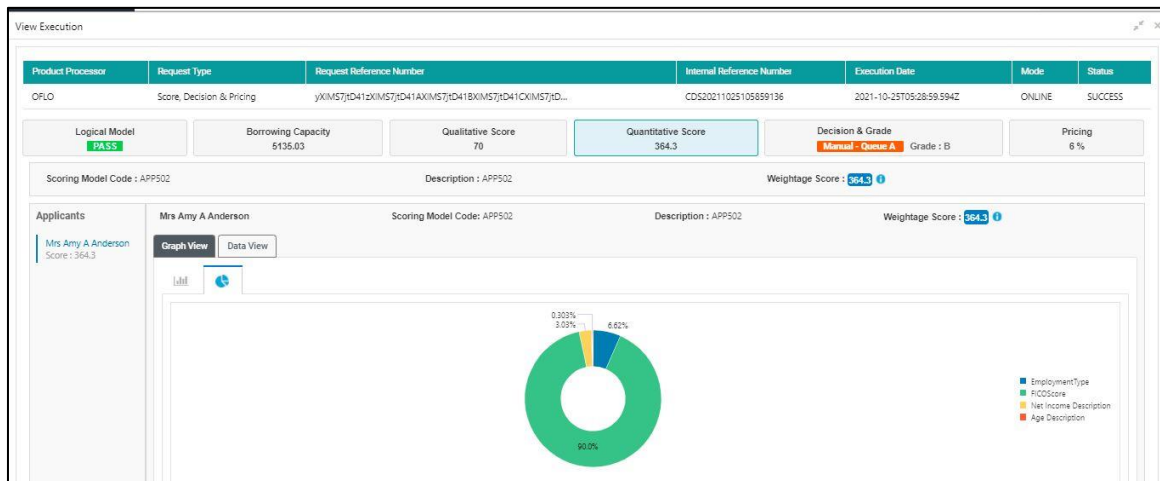 View Execution
Product Processor Request Type Request Reference Number Internal Reference Number Execution Date Mode Status
OFLO Score, Decision & Pricing yXIMS7jtD41zXIMS7jtD41AXIMS7jtD41BXIMS7jtD41CXIMS7jtD... CDS20211025105859136 2021-10-25T05:28:59.594Z ONLINE SUCCESS
Logical Model Borrowing Capacity Qualitative Score Quantitative Score Decision & Grade Pricing
PASS 5135.03 70 364.3 Manual - Queue A Grade : B 6 %
Scoring Model Code : APP502 Description : APP502 Weightage Score : 364.3
Applicants Mrs Amy A Anderson Scoring Model Code: APP502 Description : APP502 Weightage Score : 364.3
Mrs Amy A Anderson
Score : 364.3
Graph View Data View
0.303%
3.03% 6.62%
EmploymentType
FICOScore
Net Income Description
Age Description
90.0%